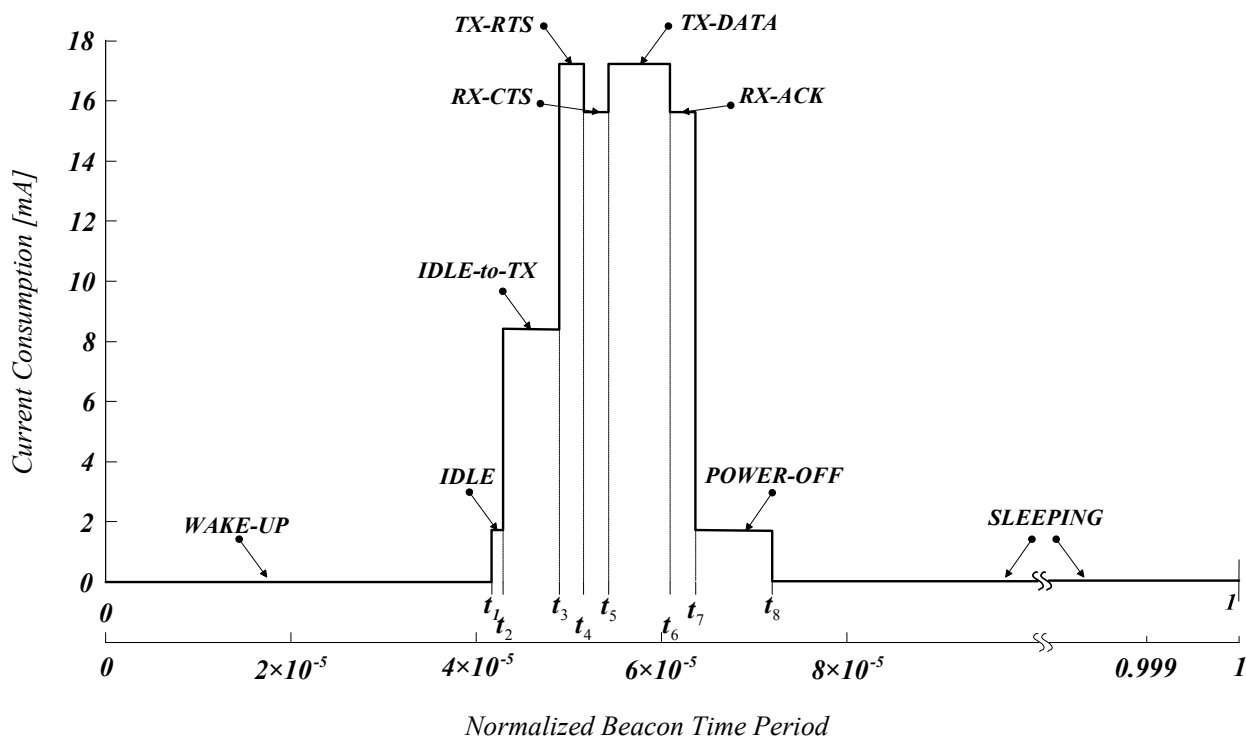 TX-RTS
TX-DATA
18
16
RX-CTS
RX-ACK
14
12
10
IDLE-to-TX
8
6
4
IDLE
POWER-OFF
2
WAKE-UP
SLEEPING
0
Current Consumption [mA]
0 t1 t2 t3 t4 t5 t6 t7 t8 1
0 2×10⁻⁵ 4×10⁻⁵ 6×10⁻⁵ 8×10⁻⁵ 0.999 1
Normalized Beacon Time Period